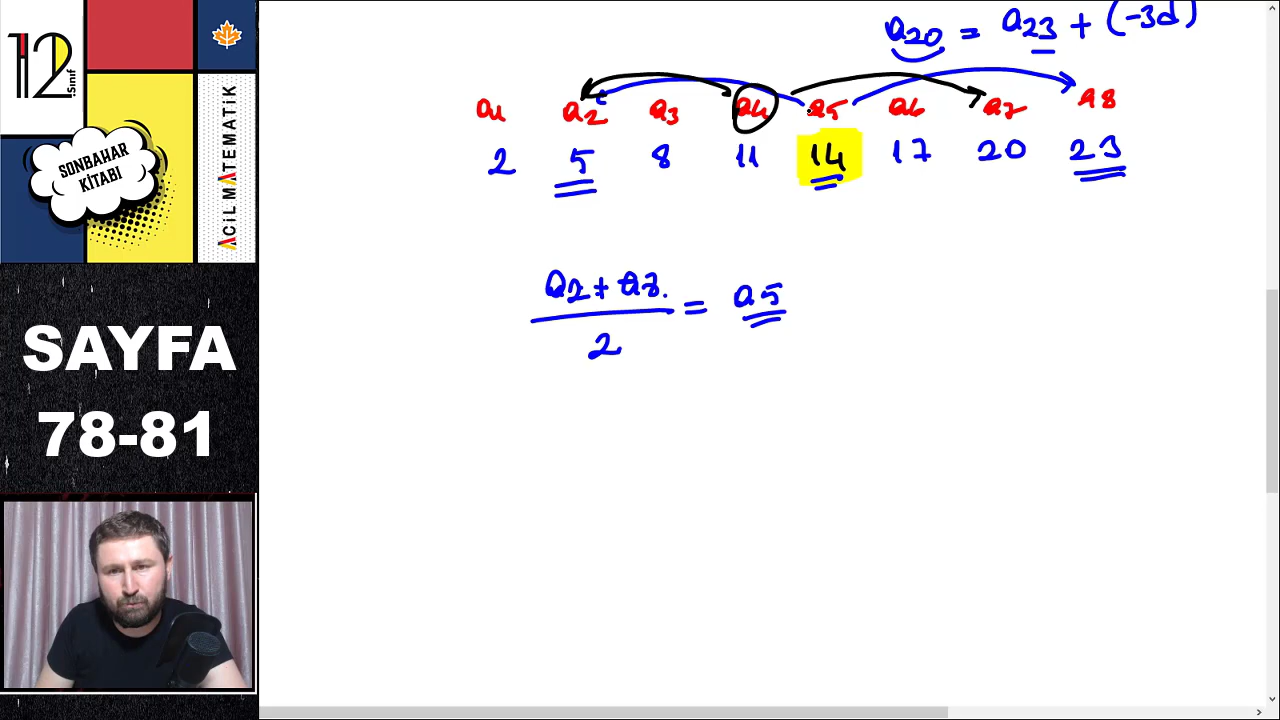 12
.Sınıf
SONBAHAR
KİTABI
ACİLMATEMATİK
SAYFA
78-81
a20 = a23 + (-3d)
a1 a2 a3 a4 a5 a6 a7 a8
2 5 8 11 14 17 20 23
a2 + a8. = a5
2